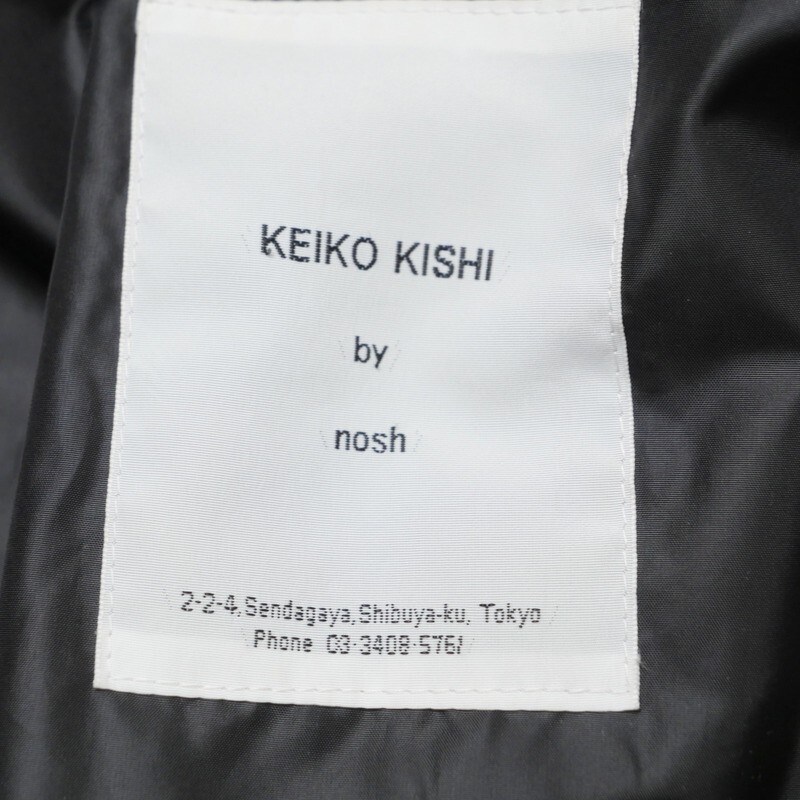 KEIKO KISHI
by
nosh
2-2-4, Sendagaya, Shibuya-ku, Tokyo
Phone 03-3408-5761